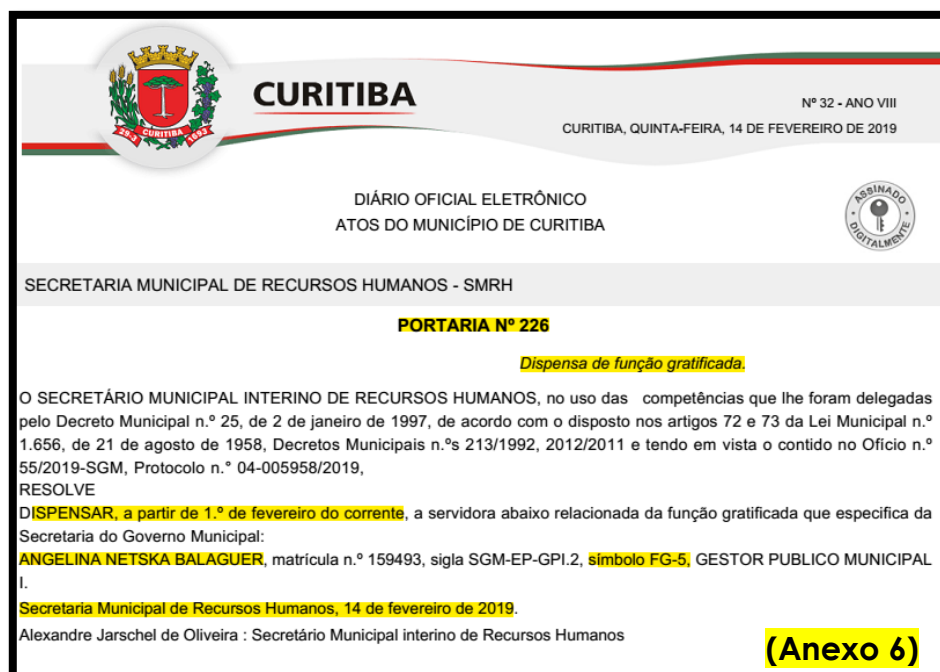 29-3 CURITIBA 1693
CURITIBA
Nº 32 - ANO VIII
CURITIBA, QUINTA-FEIRA, 14 DE FEVEREIRO DE 2019
DIÁRIO OFICIAL ELETRÔNICO
ATOS DO MUNICÍPIO DE CURITIBA
ASSINADO DIGITALMENTE
SECRETARIA MUNICIPAL DE RECURSOS HUMANOS - SMRH
PORTARIA Nº 226
Dispensa de função gratificada.
O SECRETÁRIO MUNICIPAL INTERINO DE RECURSOS HUMANOS, no uso das competências que lhe foram delegadas
pelo Decreto Municipal n.º 25, de 2 de janeiro de 1997, de acordo com o disposto nos artigos 72 e 73 da Lei Municipal n.º
1.656, de 21 de agosto de 1958, Decretos Municipais n.ºs 213/1992, 2012/2011 e tendo em vista o contido no Ofício n.º
55/2019-SGM, Protocolo n.° 04-005958/2019,
RESOLVE
DISPENSAR, a partir de 1.º de fevereiro do corrente, a servidora abaixo relacionada da função gratificada que especifica da
Secretaria do Governo Municipal:
ANGELINA NETSKA BALAGUER, matrícula n.º 159493, sigla SGM-EP-GPI.2, símbolo FG-5, GESTOR PUBLICO MUNICIPAL
I.
Secretaria Municipal de Recursos Humanos, 14 de fevereiro de 2019.
Alexandre Jarschel de Oliveira : Secretário Municipal interino de Recursos Humanos
(Anexo 6)